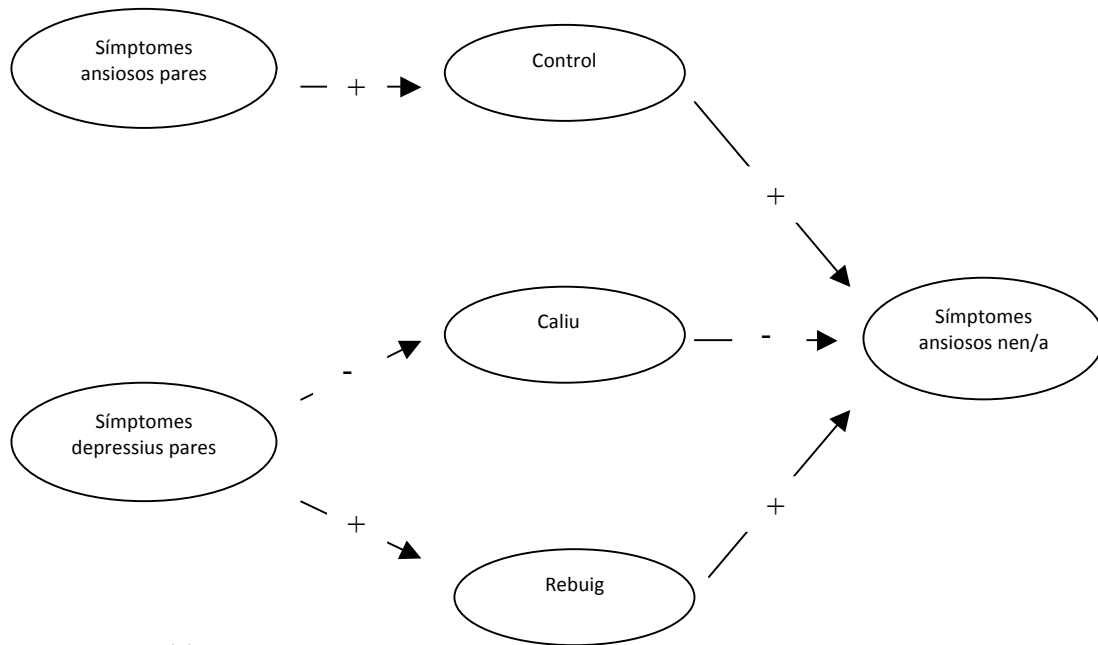 Símptomes
ansiosos pares
+
Control
+
Caliu
-
Símptomes
ansiosos nen/a
-
Símptomes
depressius pares
+
+
Rebuig